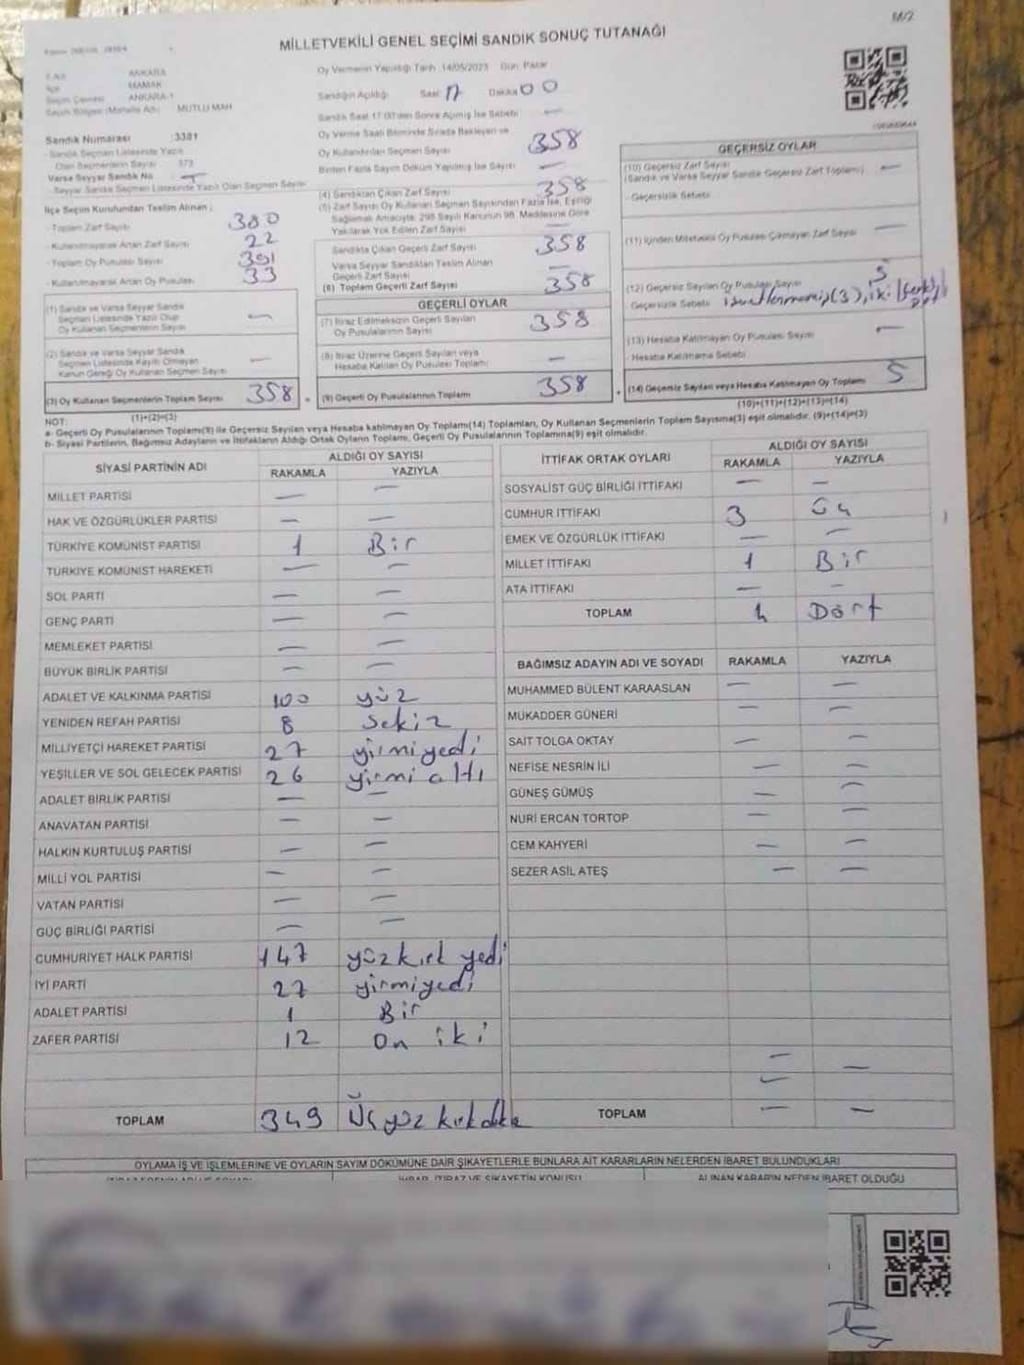 M/2
MİLLETVEKİLİ GENEL SEÇİMİ SANDIK SONUÇ TUTANAĞI
ANKARA
MAMAK
ANKARA-1
MUTLU MAH
Sandık Numarası :3381
Sandık Seçmen Listesinde Yazılı
Olan Seçmenlerin Sayısı 373
Varsa Seyyar Sandık No
Seyyar Sandık Seçmen Listesinde Yazılı Olan Seçmen Sayısı
İlçe Seçim Kurulundan Teslim Alınan ;
- Toplam Zarf Sayısı 380
- Kullanılmayarak Artan Zarf Sayısı 22
- Toplam Oy Pusulası Sayısı 391
- Kullanılmayarak Artan Oy Pusulası 33
(1) Sandık ve Varsa Seyyar Sandık
Seçmen Listesinde Yazılı Olup
Oy Kullanan Seçmenlerin Sayısı —
(2) Sandık ve Varsa Seyyar Sandık
Seçmen Listesinde Kayıtlı Olmayan
Kanun Gereği Oy Kullanan Seçmen Sayısı —
(3) Oy Kullanan Seçmenlerin Toplam Sayısı 358
(1)+(2)=(3)
Oy Vermenin Yapıldığı Tarih :14/05/2023 Gün: Pazar
Sandığın Açıldığı Saat 17 Dakika 00
Sandık Saat 17.00'den Sonra Açılmış İse Sebebi: —
Oy Verme Saati Bitiminde Sırada Bekleyen ve
Oy Kullandırılan Seçmen Sayısı 358
Birden Fazla Sayım Döküm Yapılmış İse Sayısı —
(4) Sandıktan Çıkan Zarf Sayısı 358
(5) Zarf Sayısı Oy Kullanan Seçmen Sayısından Fazla İse, Eşitliği
Sağlamak Amacıyla; 298 Sayılı Kanunun 98. Maddesine Göre
Yakılarak Yok Edilen Zarf Sayısı —
Sandıkta Çıkan Geçerli Zarf Sayısı 358
Varsa Seyyar Sandıktan Teslim Alınan
Geçerli Zarf Sayısı —
(6) Toplam Geçerli Zarf Sayısı 358
GEÇERLİ OYLAR
(7) İtiraz Edilmeksizin Geçerli Sayılan
Oy Pusulalarının Sayısı 358
(8) İtiraz Üzerine Geçerli Sayılan veya
Hesaba Katılan Oy Pusulası Toplamı —
(9) Geçerli Oy Pusulalarının Toplamı 358
GEÇERSİZ OYLAR
(10) Geçersiz Zarf Sayısı
(Sandık ve Varsa Seyyar Sandık Geçersiz Zarf Toplamı) —
- Geçersizlik Sebebi:
(11) İçinden Milletvekili Oy Pusulası Çıkmayan Zarf Sayısı —
(12) Geçersiz Sayılan Oy Pusulası Sayısı 5
Geçersizlik Sebebi
(13) Hesaba Katılmayan Oy Pusulası Sayısı —
Hesaba Katılmama Sebebi
(14) Geçersiz Sayılan veya Hesaba Katılmayan Oy Toplamı 5
(10)+(11)+(12)+(13)=(14)
NOT:
a- Geçerli Oy Pusulalarının Toplamı(9) ile Geçersiz Sayılan veya Hesaba katılmayan Oy Toplamı(14) Toplamları, Oy Kullanan Seçmenlerin Toplam Sayısına(3) eşit olmalıdır. (9)+(14)=(3)
b- Siyasi Partilerin, Bağımsız Adayların ve İttifakların Aldığı Ortak Oyların Toplamı, Geçerli Oy Pusulalarının Toplamına(9) eşit olmalıdır.
SİYASİ PARTİNİN ADI
ALDIĞI OY SAYISI
RAKAMLA YAZIYLA
MİLLET PARTİSİ — —
HAK VE ÖZGÜRLÜKLER PARTİSİ — —
TÜRKİYE KOMÜNİST PARTİSİ 1 Bir
TÜRKİYE KOMÜNİST HAREKETİ — —
SOL PARTİ — —
GENÇ PARTİ — —
MEMLEKET PARTİSİ — —
BÜYÜK BİRLİK PARTİSİ — —
ADALET VE KALKINMA PARTİSİ 100 yüz
YENİDEN REFAH PARTİSİ 8 sekiz
MİLLİYETÇİ HAREKET PARTİSİ 27 yirmiyedi
YEŞİLLER VE SOL GELECEK PARTİSİ 26 yirmi altı
ADALET BİRLİK PARTİSİ — —
ANAVATAN PARTİSİ — —
HALKIN KURTULUŞ PARTİSİ — —
MİLLİ YOL PARTİSİ — —
VATAN PARTİSİ — —
GÜÇ BİRLİĞİ PARTİSİ — —
CUMHURİYET HALK PARTİSİ 147 yüzkırk yedi
İYİ PARTİ 27 yirmiyedi
ADALET PARTİSİ 1 Bir
ZAFER PARTİSİ 12 On iki
TOPLAM 349
İTTİFAK ORTAK OYLARI
ALDIĞI OY SAYISI
RAKAMLA YAZIYLA
SOSYALİST GÜÇ BİRLİĞİ İTTİFAKI — —
CUMHUR İTTİFAKI 3 Üç
EMEK VE ÖZGÜRLÜK İTTİFAKI — —
MİLLET İTTİFAKI 1 Bir
ATA İTTİFAKI — —
TOPLAM 4 Dört
BAĞIMSIZ ADAYIN ADI VE SOYADI RAKAMLA YAZIYLA
MUHAMMED BÜLENT KARAASLAN — —
MUKADDER GÜNERİ — —
SAİT TOLGA OKTAY — —
NEFİSE NESRİN İLİ — —
GÜNEŞ GÜMÜŞ — —
NURİ ERCAN TORTOP — —
CEM KAHYERİ — —
SEZER ASİL ATEŞ — —
— —
—
TOPLAM — —
OYLAMA İŞ VE İŞLEMLERİNE VE OYLARIN SAYIM DÖKÜMÜNE DAİR ŞİKAYETLERLE BUNLARA AİT KARARLARIN NELERDEN İBARET BULUNDUKLARI
İHBAR, İTİRAZ VE ŞİKAYETİN KONUSU
ALINAN KARARIN NEDEN İBARET OLDUĞU